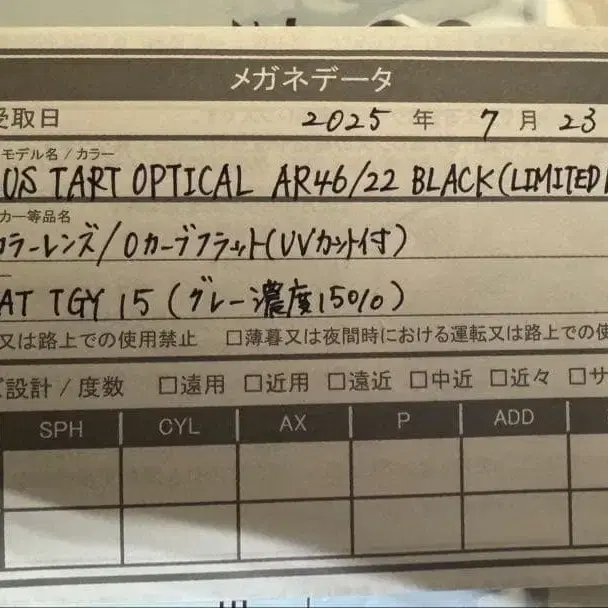 メガネデータ
受取日 2025 年 7 月 23
モデル名 / カラー
US TART OPTICAL AR46/22 BLACK (LIMITED
カー等品名
カラーレンズ/0カーブフラット(UVカット付)
AT TGY 15 (グレー濃度15%)
又は路上での使用禁止 □薄暮又は夜間時における運転又は路上での使
設計 / 度数 □遠用 □近用 □遠近 □中近 □近々 □サ
SPH CYL AX P ADD